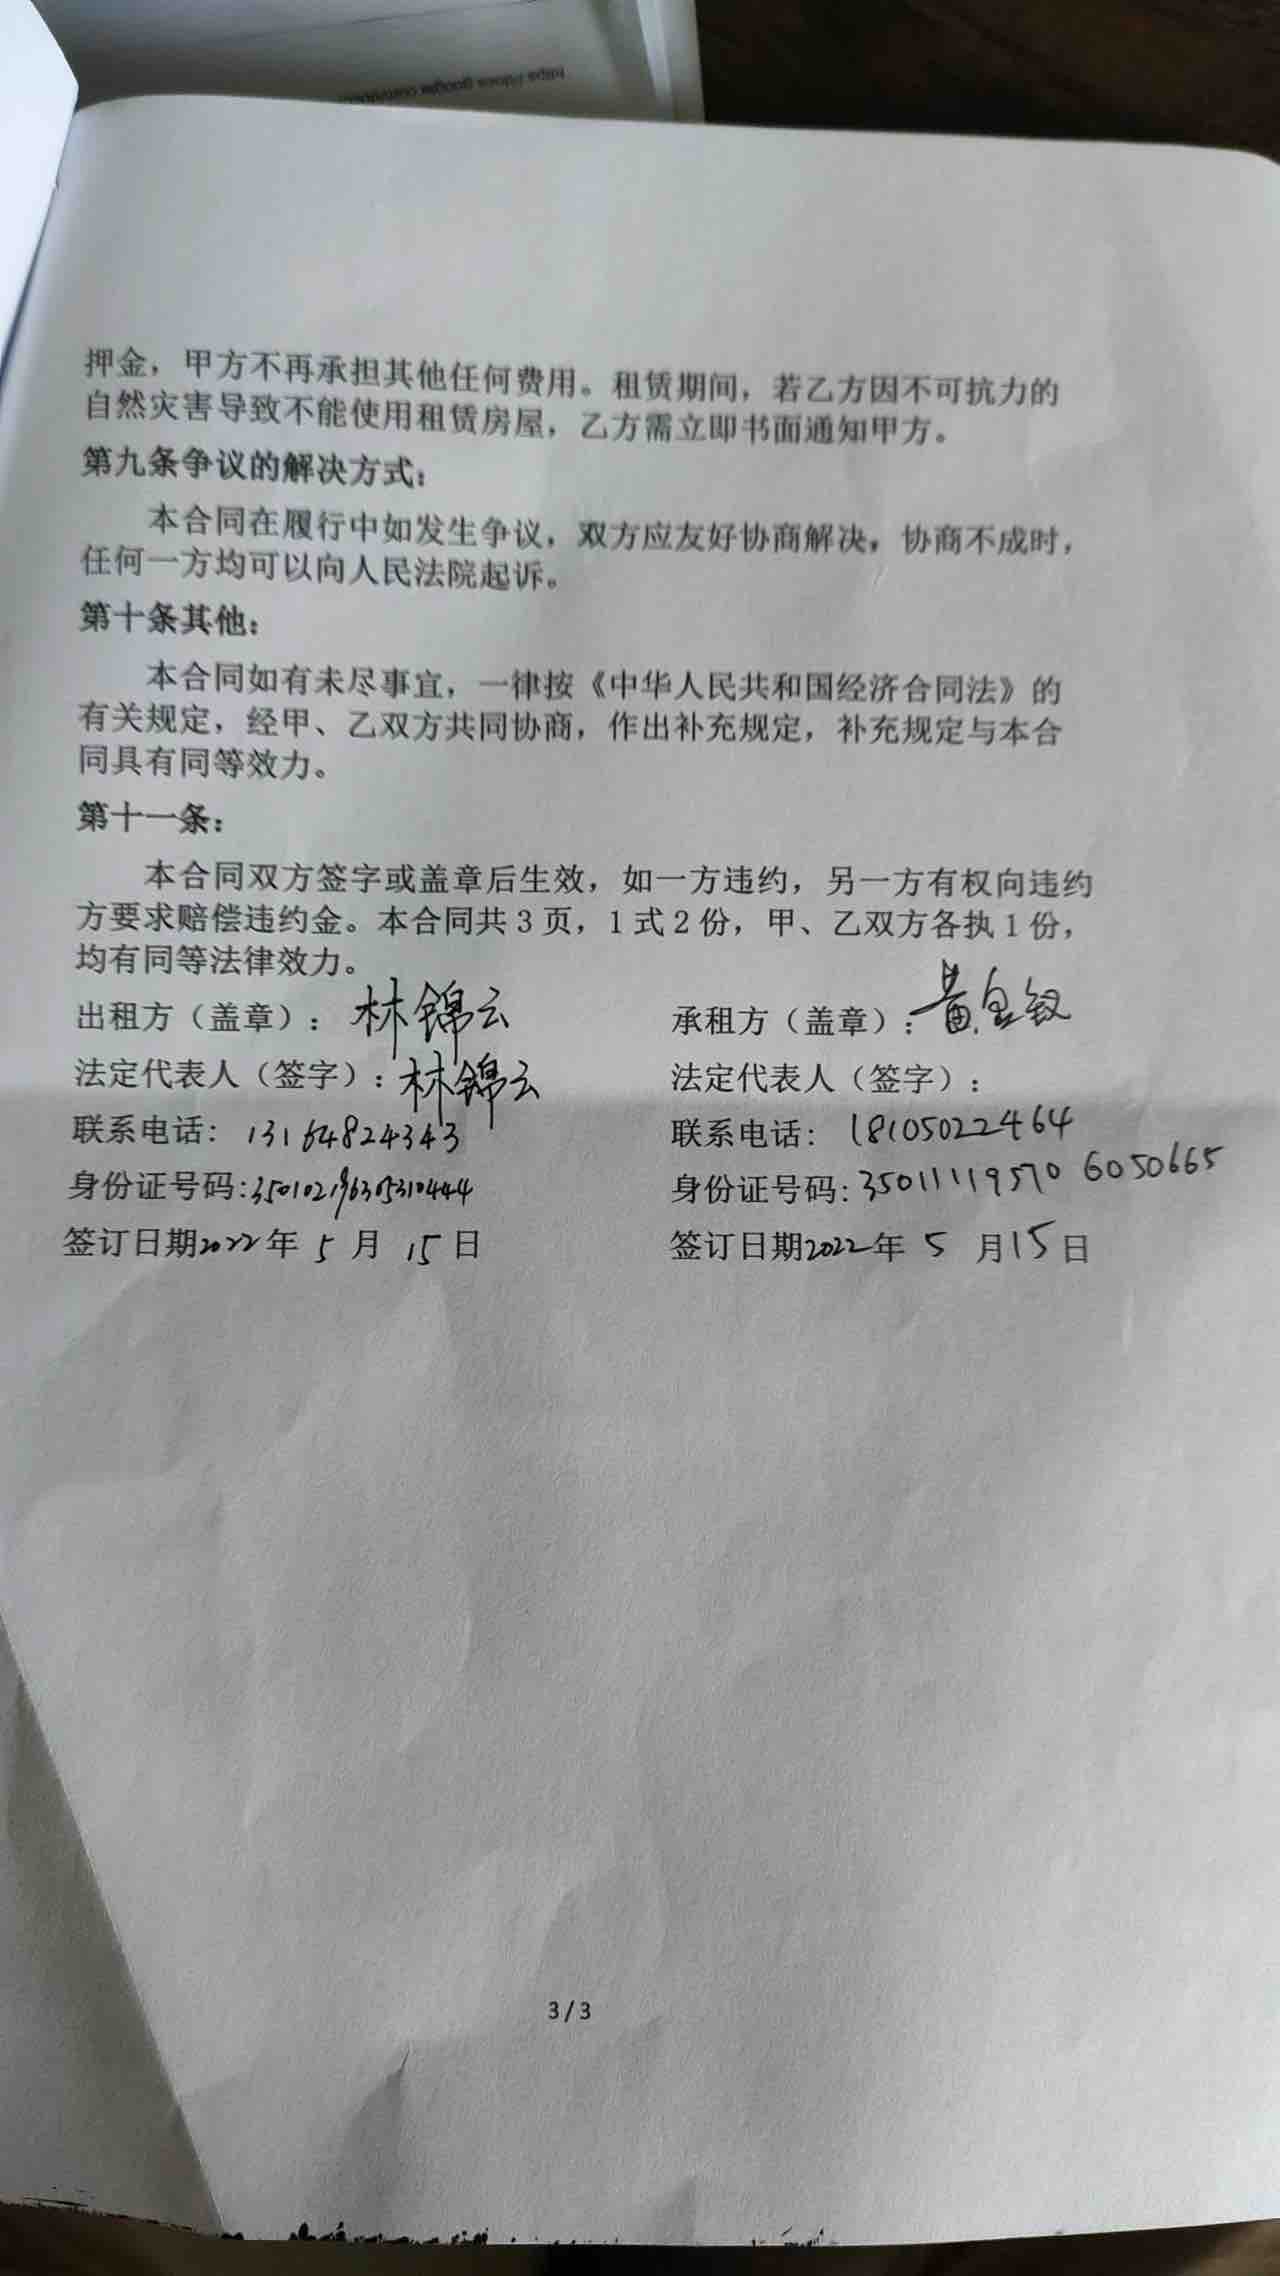 押金，甲方不再承担其他任何费用。租赁期间，若乙方因不可抗力的
自然灾害导致不能使用租赁房屋，乙方需立即书面通知甲方。
第九条争议的解决方式：
本合同在履行中如发生争议，双方应友好协商解决，协商不成时，
任何一方均可以向人民法院起诉。
第十条其他：
本合同如有未尽事宜，一律按《中华人民共和国经济合同法》的
有关规定，经甲、乙双方共同协商，作出补充规定，补充规定与本合
同具有同等效力。
第十一条：
本合同双方签字或盖章后生效，如一方违约，另一方有权向违约
方要求赔偿违约金。本合同共3页，1式2份，甲、乙双方各执1份，
均有同等法律效力。
出租方（盖章）：林锦云 承租方（盖章）：黄
法定代表人（签字）：林锦云 法定代表人（签字）：
联系电话：13164824343 联系电话：18105022464
身份证号码：350102196305310444 身份证号码：350111195706050665
签订日期2022年 5 月 15 日 签订日期2022年 5 月15日
3 / 3